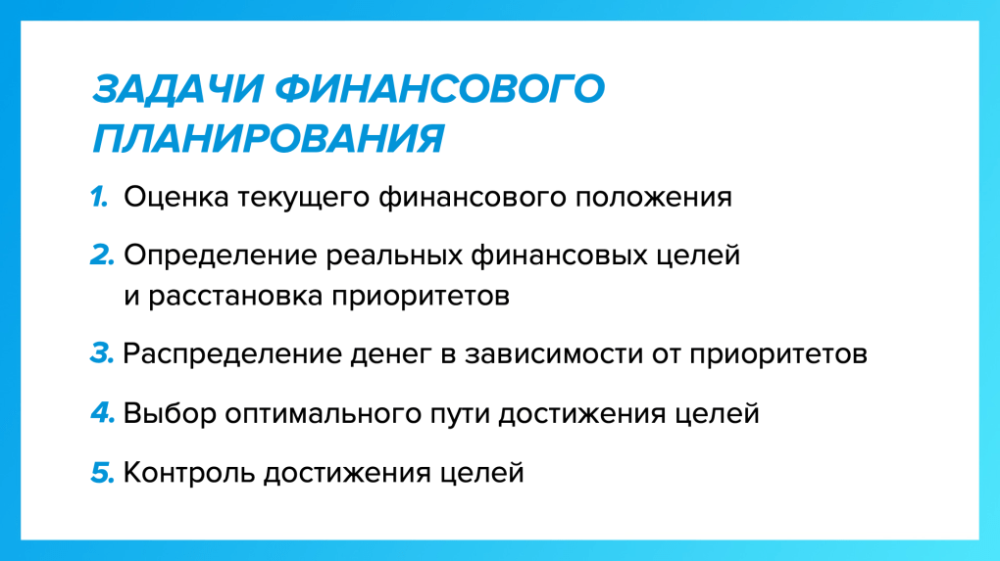 ЗАДАЧИ ФИНАНСОВОГО
ПЛАНИРОВАНИЯ
1. Оценка текущего финансового положения
2. Определение реальных финансовых целей
и расстановка приоритетов
3. Распределение денег в зависимости от приоритетов
4. Выбор оптимального пути достижения целей
5. Контроль достижения целей